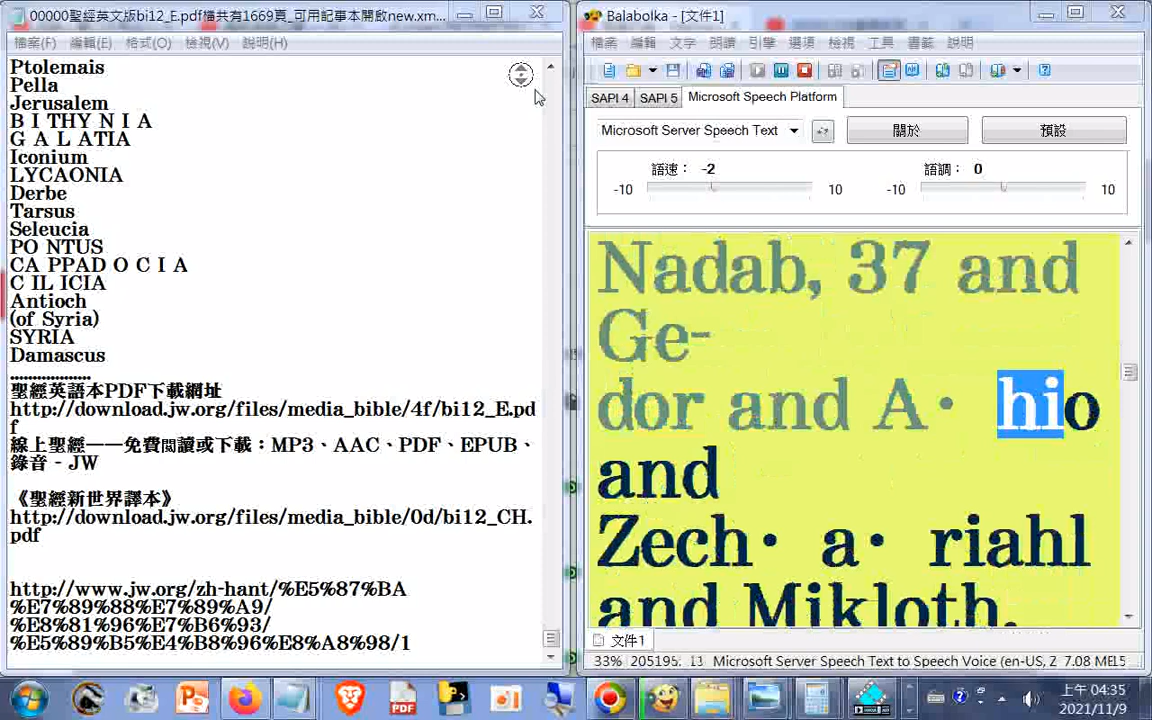 00000聖經英文版bi12_E.pdf檔共有1669頁_可用記事本開啟new.xm...
檔案(F) 編輯(E) 格式(O) 檢視(V) 說明(H)
Ptolemais
Pella
Jerusalem
B I THY N I A
G A L ATIA
Iconium
LYCAONIA
Derbe
Tarsus
Seleucia
PO NTUS
CA PPAD O C I A
C IL ICIA
Antioch
(of Syria)
SYRIA
Damascus
..................
聖經英語本PDF下載網址
http://download.jw.org/files/media_bible/4f/bi12_E.pd
f
線上聖經——免費閱讀或下載：MP3、AAC、PDF、EPUB、
錄音 - JW
《聖經新世界譯本》
http://download.jw.org/files/media_bible/0d/bi12_CH.
pdf
http://www.jw.org/zh-hant/%E5%87%BA
%E7%89%88%E7%89%A9/
%E8%81%96%E7%B6%93/
%E5%89%B5%E4%B8%96%E8%A8%98/1
Balabolka - [文件1]
檔案 編輯 文字 朗讀 引擎 選項 檢視 工具 書籤 說明
SAPI 4 SAPI 5 Microsoft Speech Platform
Microsoft Server Speech Text 關於 預設
語速： -2 語調： 0
-10 10 -10 10
Nadab, 37 and
Ge-
dor and A· hio
and
Zech· a· riahl
and Mikloth.
文件1
33% 205195: 13 Microsoft Server Speech Text to Speech Voice (en-US, Z 7.08 МБ15
PDF
上午 04:35
2021/11/9